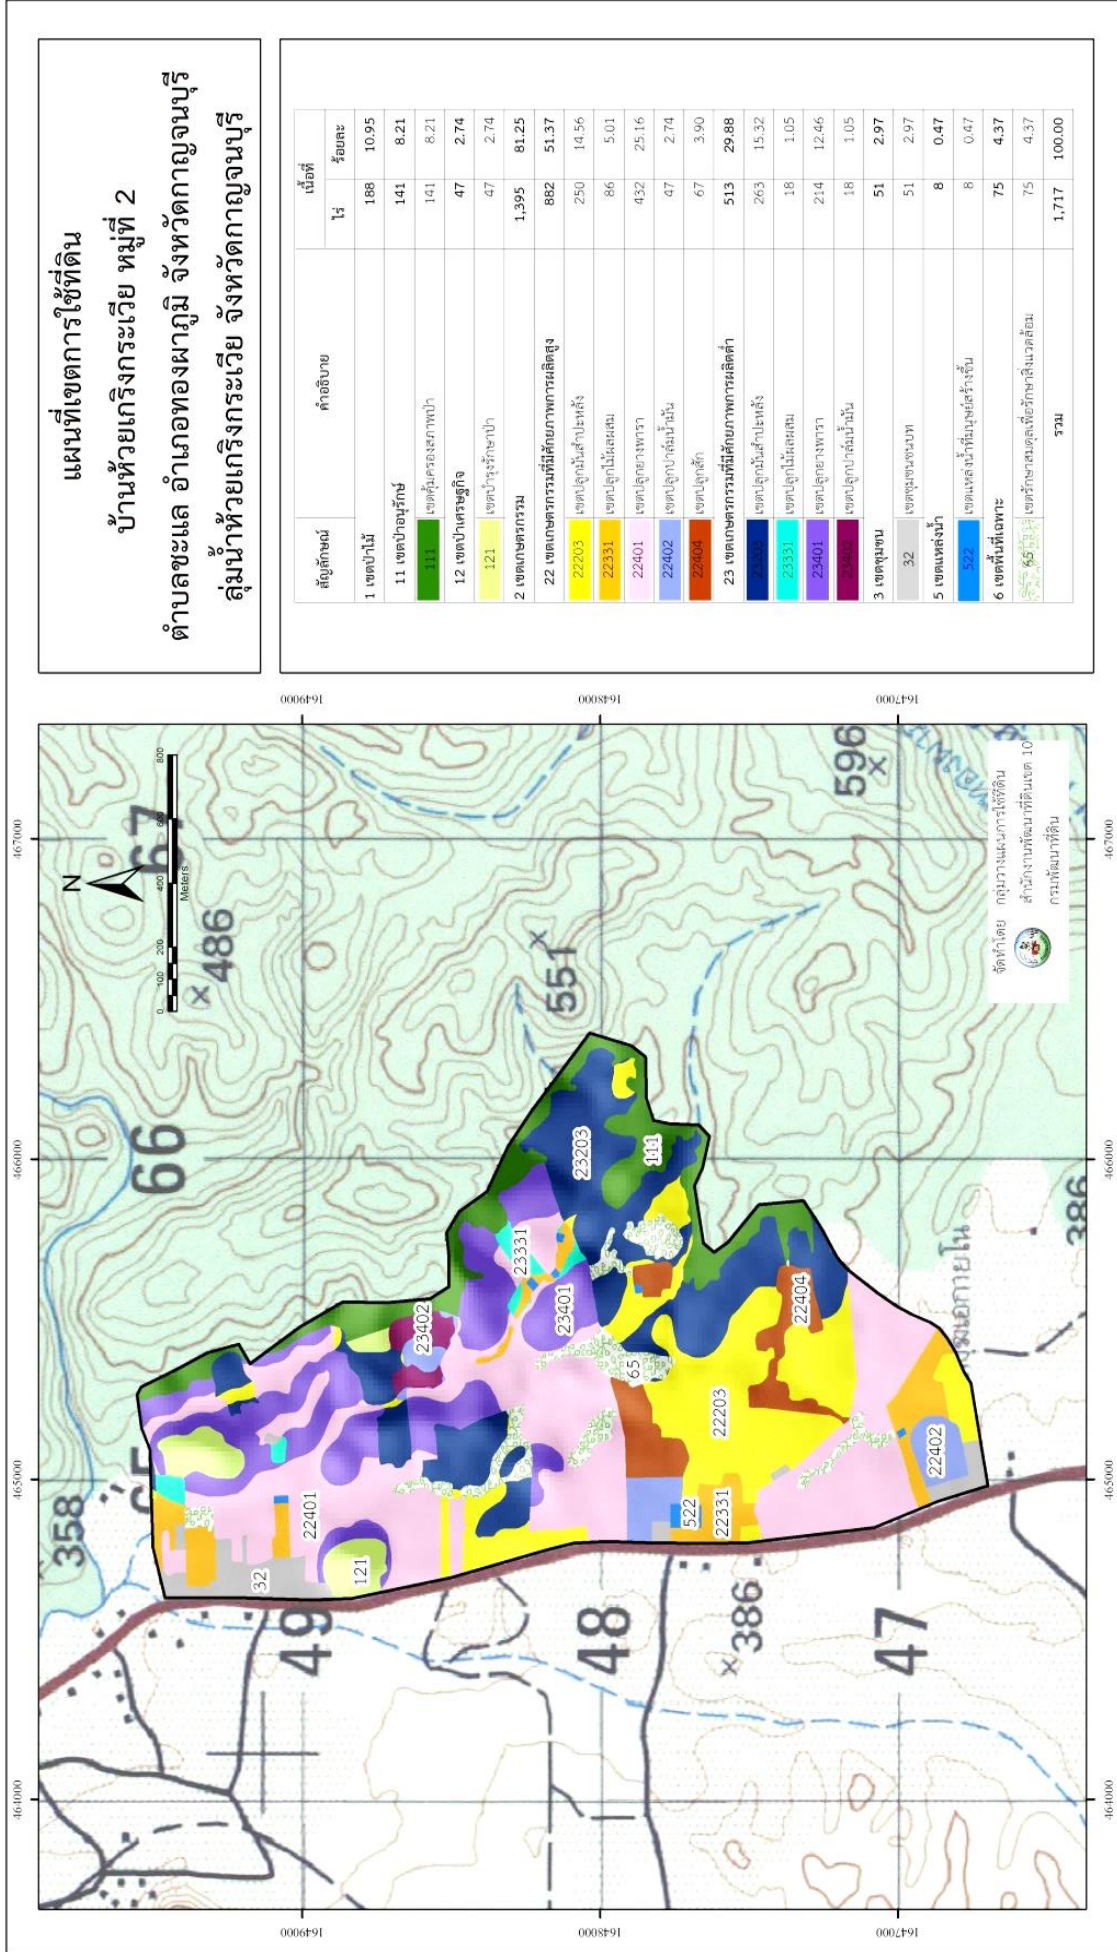 แผนที่เขตการใช้ที่ดิน
บ้านห้วยเกริงกระเวีย หมู่ที่ 2
ตำบลชะแล อำเภอทองผาภูมิ จังหวัดกาญจนบุรี
ลุ่มน้ำห้วยเกริงกระเวีย จังหวัดกาญจนบุรี
สัญลักษณ์ คำอธิบาย เนื้อที่
ไร่ ร้อยละ
1 เขตป่าไม้ 188 10.95
11 เขตป่าอนุรักษ์ 141 8.21
111 เขตคุ้มครองสภาพป่า 141 8.21
12 เขตป่าเศรษฐกิจ 47 2.74
121 เขตบำรุงรักษาป่า 47 2.74
2 เขตเกษตรกรรม 1,395 81.25
22 เขตเกษตรกรรมที่มีศักยภาพการผลิตสูง 882 51.37
22203 เขตปลูกมันสำปะหลัง 250 14.56
22331 เขตปลูกไม้ผลผสม 86 5.01
22401 เขตปลูกยางพารา 432 25.16
22402 เขตปลูกปาล์มน้ำมัน 47 2.74
22404 เขตปลูกสัก 67 3.90
23 เขตเกษตรกรรมที่มีศักยภาพการผลิตต่ำ 513 29.88
23203 เขตปลูกมันสำปะหลัง 263 15.32
23331 เขตปลูกไม้ผลผสม 18 1.05
23401 เขตปลูกยางพารา 214 12.46
23402 เขตปลูกปาล์มน้ำมัน 18 1.05
3 เขตชุมชน 51 2.97
32 เขตชุมชนชนบท 51 2.97
5 เขตแหล่งน้ำ 8 0.47
522 เขตแหล่งน้ำที่มนุษย์สร้างขึ้น 8 0.47
6 เขตพื้นที่เฉพาะ 75 4.37
65 เขตรักษาสมดุลเพื่อรักษาสิ่งแวดล้อม 75 4.37
รวม 1,717 100.00
464000 465000 466000 467000
1649000
1648000
1647000
N
0 100 200 400 600 800
Meters
358
65
66
67
486
49
32
22401
121
23402
23331
23401
23203
551
111
48
65
522
22331
22203
22404
386
596
47
22402
386
จัดทำโดย กลุ่มวางแผนการใช้ที่ดิน
สำนักงานพัฒนาที่ดินเขต 10
กรมพัฒนาที่ดิน
1649000
1648000
1647000
464000 465000 466000 467000